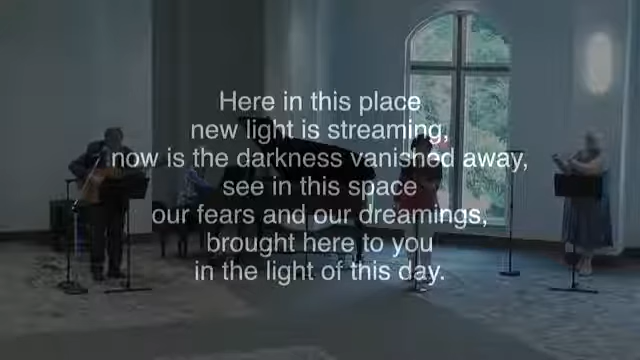 Here in this place
new light is streaming,
now is the darkness vanished away,
see in this space
our fears and our dreamings,
brought here to you
in the light of this day.